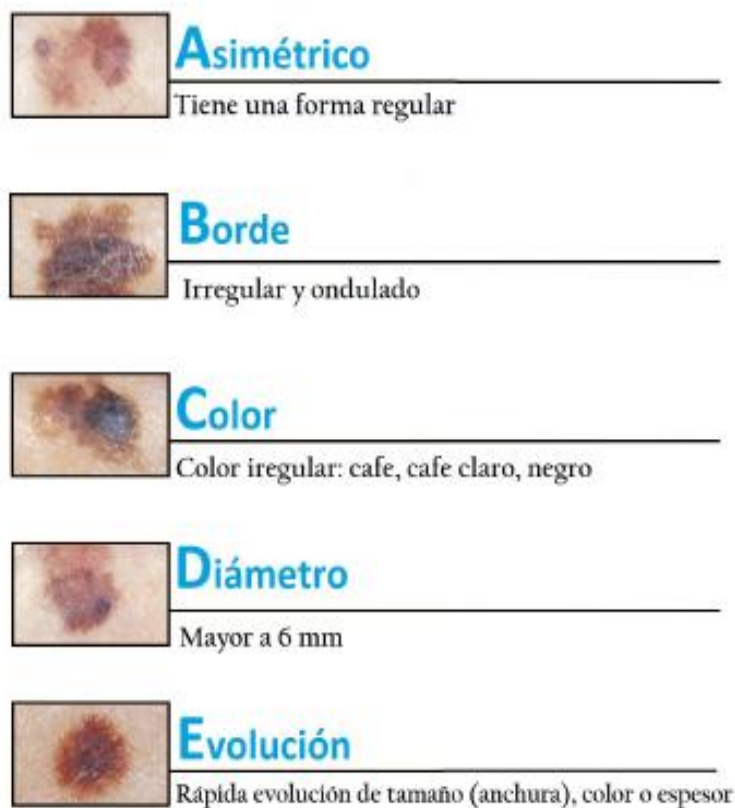 Asimétrico
Tiene una forma regular
Borde
Irregular y ondulado
Color
Color iregular: cafe, cafe claro, negro
Diámetro
Mayor a 6 mm
Evolución
Rápida evolución de tamaño (anchura), color o espesor